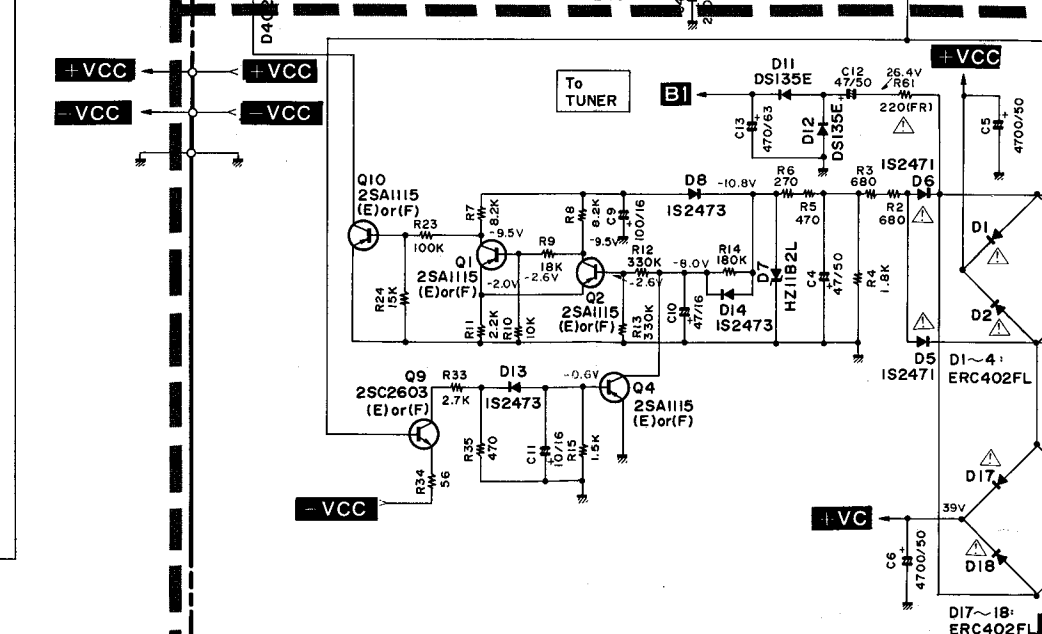 D402
+VCC
+VCC
-VCC
-VCC
To
TUNER
B1
D11
DS135E
C12
47/50
26.4V
R61
220(FR)
+VCC
C5
+
4700/50
C13
+
470/63
D12
DS135E
+
1S2471
D6
R3
680
R2
680
R6
270
R5
470
D8
1S2473
-10.8V
Q10
2SA1115
(E)or(F)
R23
100K
R7
8.2K
R8
8.2K
C9
+
100/16
-9.5V
-9.5V
R9
18K
Q1
2SA1115
(E)or(F)
-2.0V
-2.6V
R12
330K
-2.6V
Q2
2SA1115
(E)or(F)
-8.0V
R14
180K
D14
1S2473
D7
HZ11B2L
C4
+
47/50
R4
1.8K
D1
D2
R24
15K
R11
2.2K
R10
10K
R13
330K
C10
+
47/16
D5
1S2471
D1~4:
ERC402FL
Q9
2SC2603
(E)or(F)
R33
2.7K
D13
1S2473
-0.6V
Q4
2SA1115
(E)or(F)
R35
470
C11
+
10/16
R15
1.5K
R34
56
-VCC
+VC
39V
D17
D18
C6
+
4700/50
D17~18:
ERC402FL